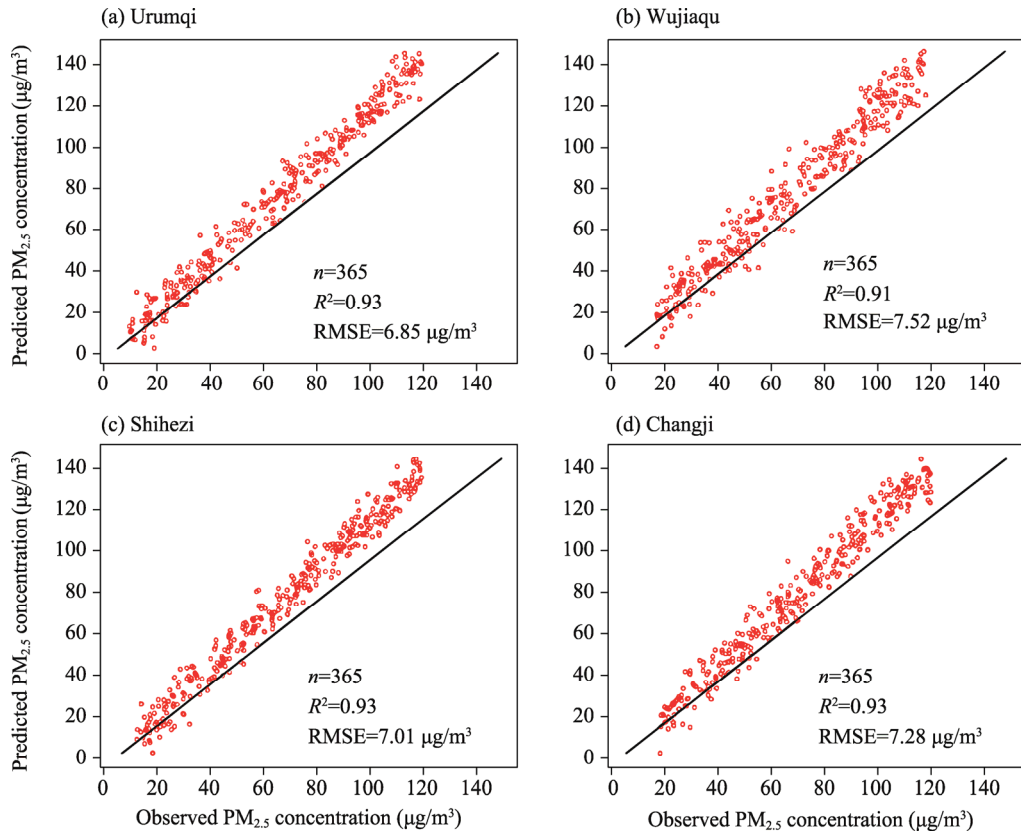 (a) Urumqi
(b) Wujiaqu
Predicted PM2.5 concentration (μg/m3)
140
120
100
80
60
40
20
0
n=365
R2=0.93
RMSE=6.85 μg/m3
0 20 40 60 80 100 120 140
140
120
100
80
60
40
20
0
n=365
R2=0.91
RMSE=7.52 μg/m3
0 20 40 60 80 100 120 140
(c) Shihezi
(d) Changji
Predicted PM2.5 concentration (μg/m3)
140
120
100
80
60
40
20
0
n=365
R2=0.93
RMSE=7.01 μg/m3
0 20 40 60 80 100 120 140
Observed PM2.5 concentration (μg/m3)
140
120
100
80
60
40
20
0
n=365
R2=0.93
RMSE=7.28 μg/m3
0 20 40 60 80 100 120 140
Observed PM2.5 concentration (μg/m3)